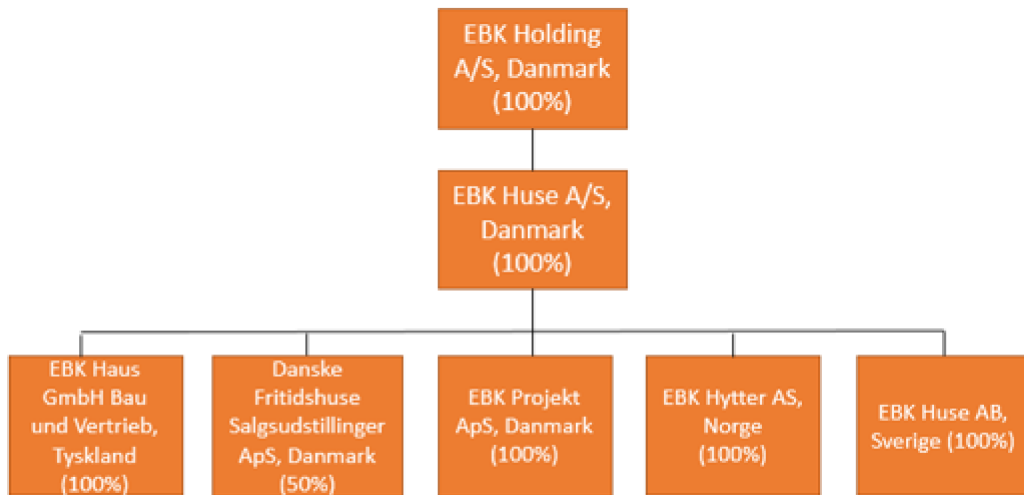 EBK Holding
A/S, Danmark
(100%)
EBK Huse A/S,
Danmark
(100%)
EBK Haus
GmbH Bau
und Vertrieb,
Tyskland
(100%)
Danske
Fritidshuse
Salgsudstillinger
ApS, Danmark
(50%)
EBK Projekt
ApS, Danmark
(100%)
EBK Hytter AS,
Norge
(100%)
EBK Huse AB,
Sverige (100%)